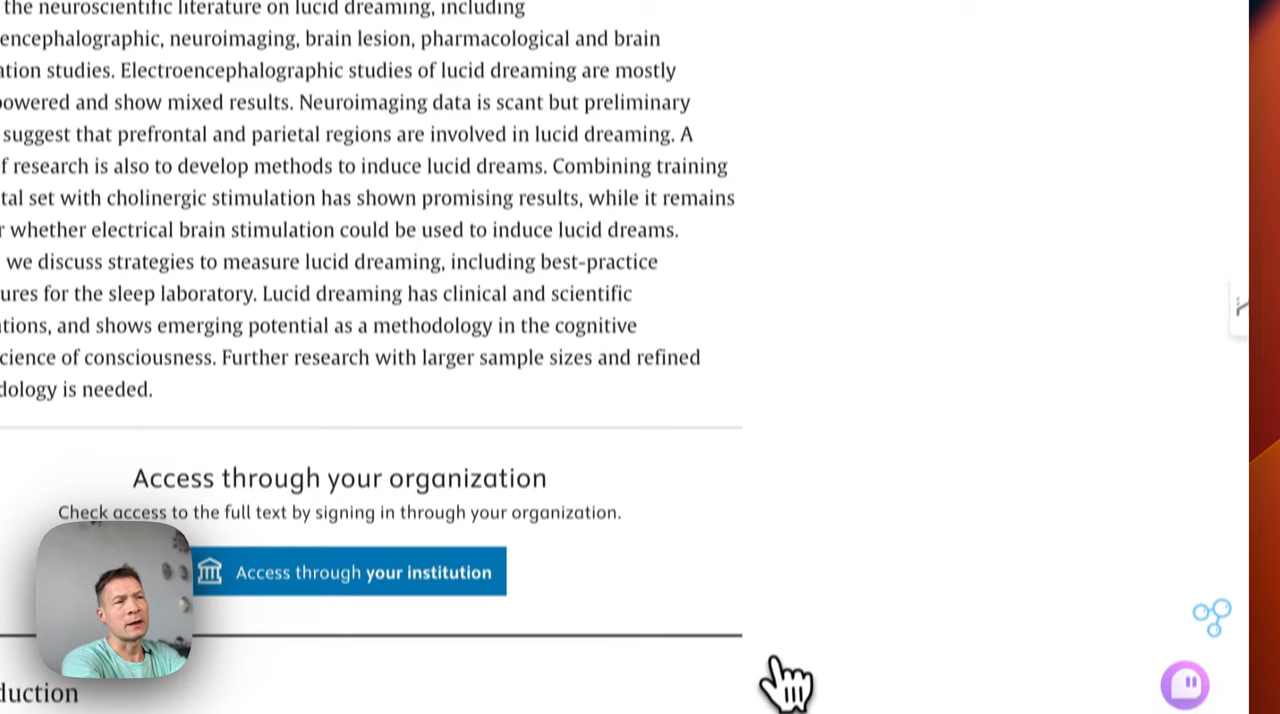 the neuroscientific literature on lucid dreaming, including
encephalographic, neuroimaging, brain lesion, pharmacological and brain
ation studies. Electroencephalographic studies of lucid dreaming are mostly
powered and show mixed results. Neuroimaging data is scant but preliminary
suggest that prefrontal and parietal regions are involved in lucid dreaming. A
f research is also to develop methods to induce lucid dreams. Combining training
tal set with cholinergic stimulation has shown promising results, while it remains
r whether electrical brain stimulation could be used to induce lucid dreams.
we discuss strategies to measure lucid dreaming, including best-practice
ures for the sleep laboratory. Lucid dreaming has clinical and scientific
tions, and shows emerging potential as a methodology in the cognitive
cience of consciousness. Further research with larger sample sizes and refined
dology is needed.
Access through your organization
Check access to the full text by signing in through your organization.
Access through your institution
duction